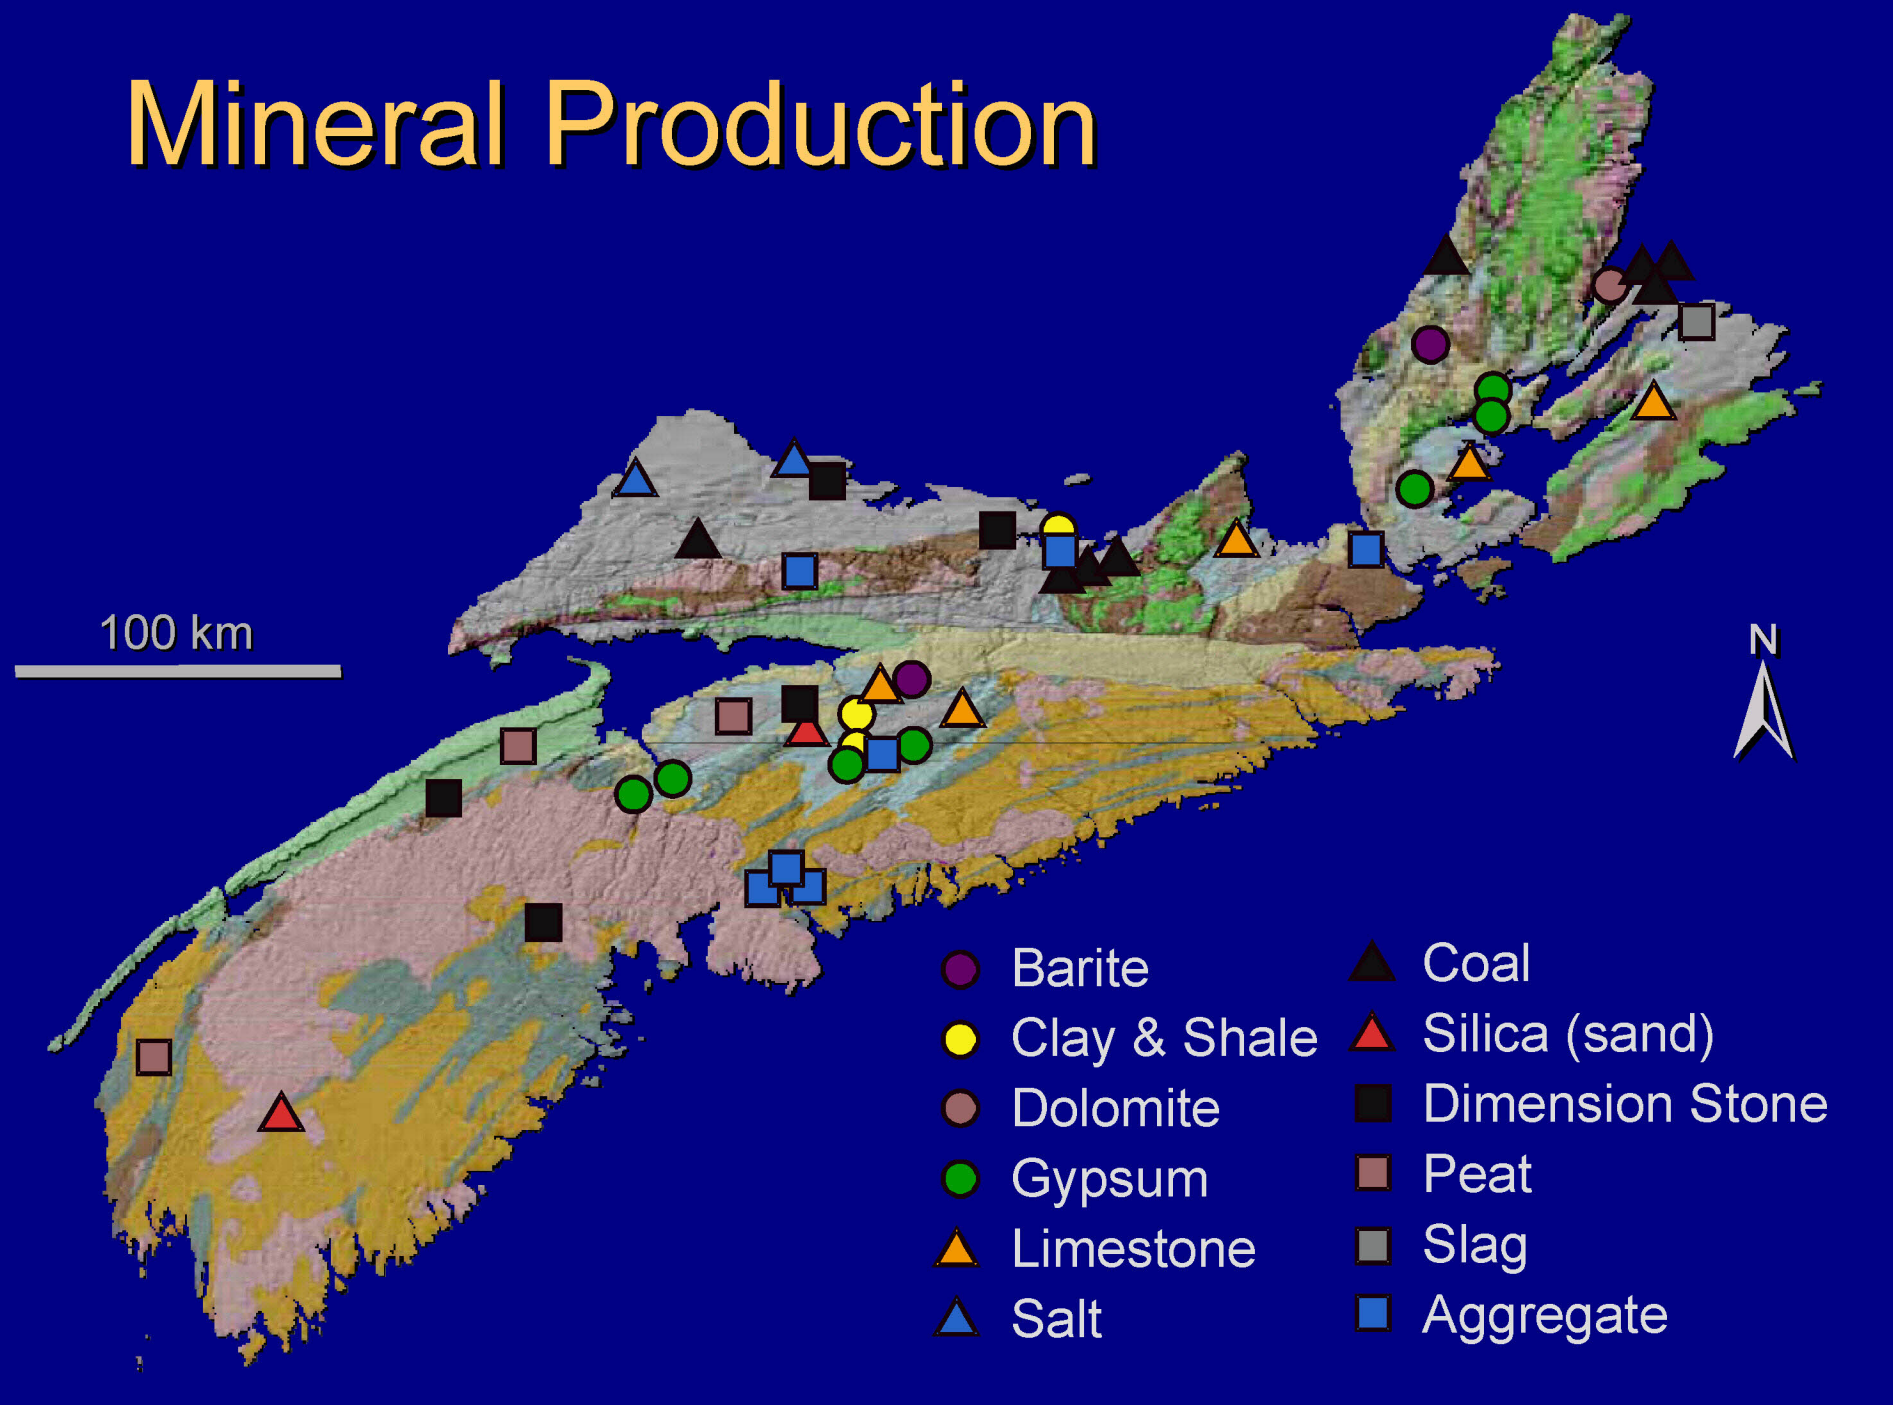 Mineral Production
100 km
N
Barite
Clay & Shale
Dolomite
Gypsum
Limestone
Salt
Coal
Silica (sand)
Dimension Stone
Peat
Slag
Aggregate